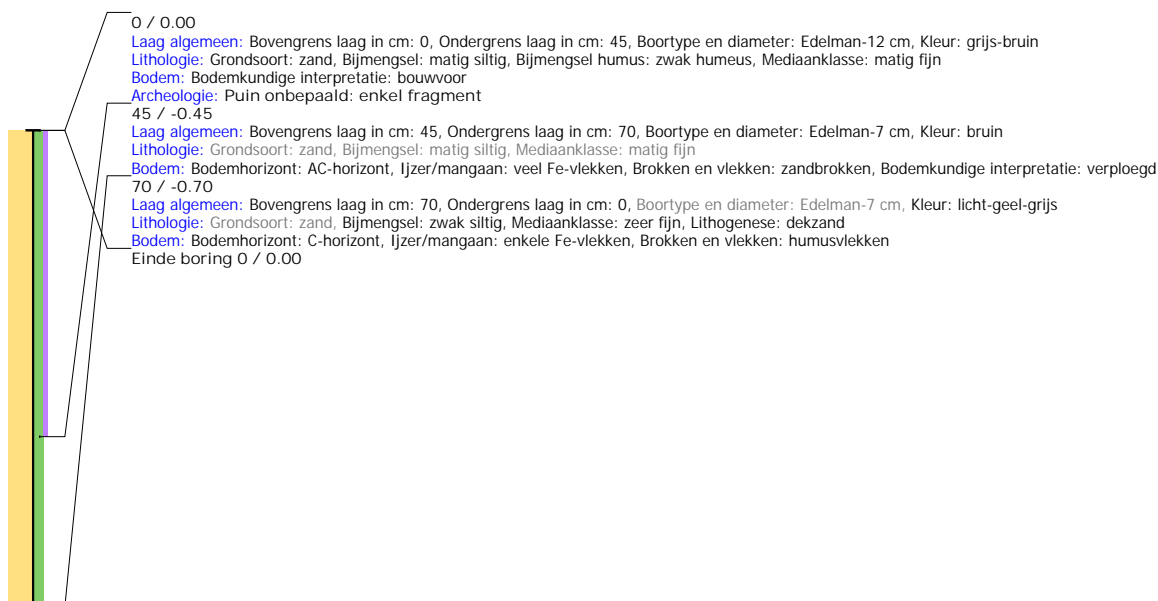 0 / 0.00
Laag algemeen: Bovengrens laag in cm: 0, Ondergrens laag in cm: 45, Boortype en diameter: Edelman-12 cm, Kleur: grijs-bruin
Lithologie: Grondsoort: zand, Bijmengsel: matig siltig, Bijmengsel humus: zwak humeus, Mediaanklasse: matig fijn
Bodem: Bodemkundige interpretatie: bouwvoor
Archeologie: Puin onbepaald: enkel fragment
45 / -0.45
Laag algemeen: Bovengrens laag in cm: 45, Ondergrens laag in cm: 70, Boortype en diameter: Edelman-7 cm, Kleur: bruin
Lithologie: Grondsoort: zand, Bijmengsel: matig siltig, Mediaanklasse: matig fijn
Bodem: Bodemhorizont: AC-horizont, Ijzer/mangaan: veel Fe-vlekken, Brokken en vlekken: zandbrokken, Bodemkundige interpretatie: verploegd
70 / -0.70
Laag algemeen: Bovengrens laag in cm: 70, Ondergrens laag in cm: 0, Boortype en diameter: Edelman-7 cm, Kleur: licht-geel-grijs
Lithologie: Grondsoort: zand, Bijmengsel: zwak siltig, Mediaanklasse: zeer fijn, Lithogenese: dekzand
Bodem: Bodemhorizont: C-horizont, Ijzer/mangaan: enkele Fe-vlekken, Brokken en vlekken: humusvlekken
Einde boring 0 / 0.00